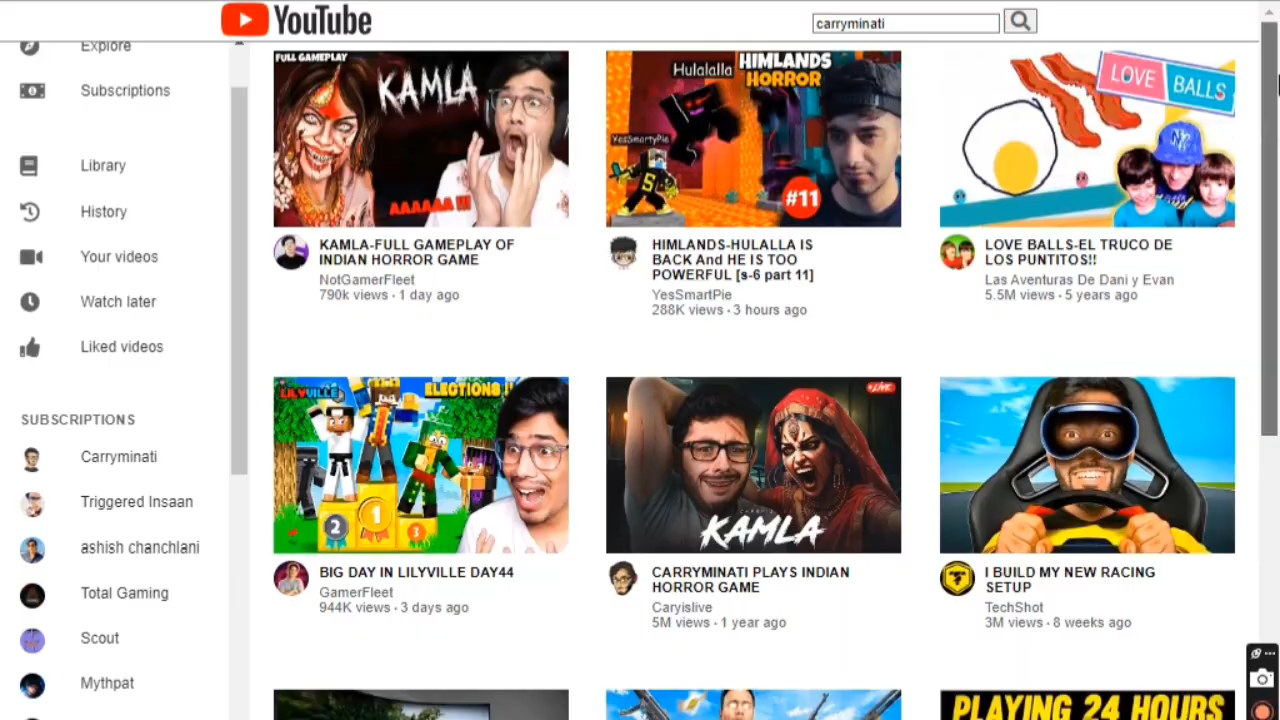 YouTube
carryminati
Explore
Subscriptions
Library
History
Your videos
Watch later
Liked videos
SUBSCRIPTIONS
Carryminati
Triggered Insaan
ashish chanchlani
Total Gaming
Scout
Mythpat
FULL GAMEPLAY
KAMLA
AAAAAA !!!
KAMLA-FULL GAMEPLAY OF
INDIAN HORROR GAME
NotGamerFleet
790k views · 1 day ago
Hulalalla
HIMLANDS
HORROR
YesSmartyPie
S
#11
HIMLANDS-HULALLA IS
BACK And HE IS TOO
POWERFUL [s-6 part 11]
YesSmartPie
288K views · 3 hours ago
LOVE BALLS
LOVE BALLS-EL TRUCO DE
LOS PUNTITOS!!
Las Aventuras De Dani y Evan
5.5M views · 5 years ago
LILYVILLE
ELECTIONS !!
2 1 3
BIG DAY IN LILYVILLE DAY44
GamerFleet
944K views · 3 days ago
LIVE
KAMLA
CARRYMINATI PLAYS INDIAN
HORROR GAME
Caryislive
5M views · 1 year ago
I BUILD MY NEW RACING
SETUP
TechShot
3M views · 8 weeks ago
PLAYING 24 HOURS